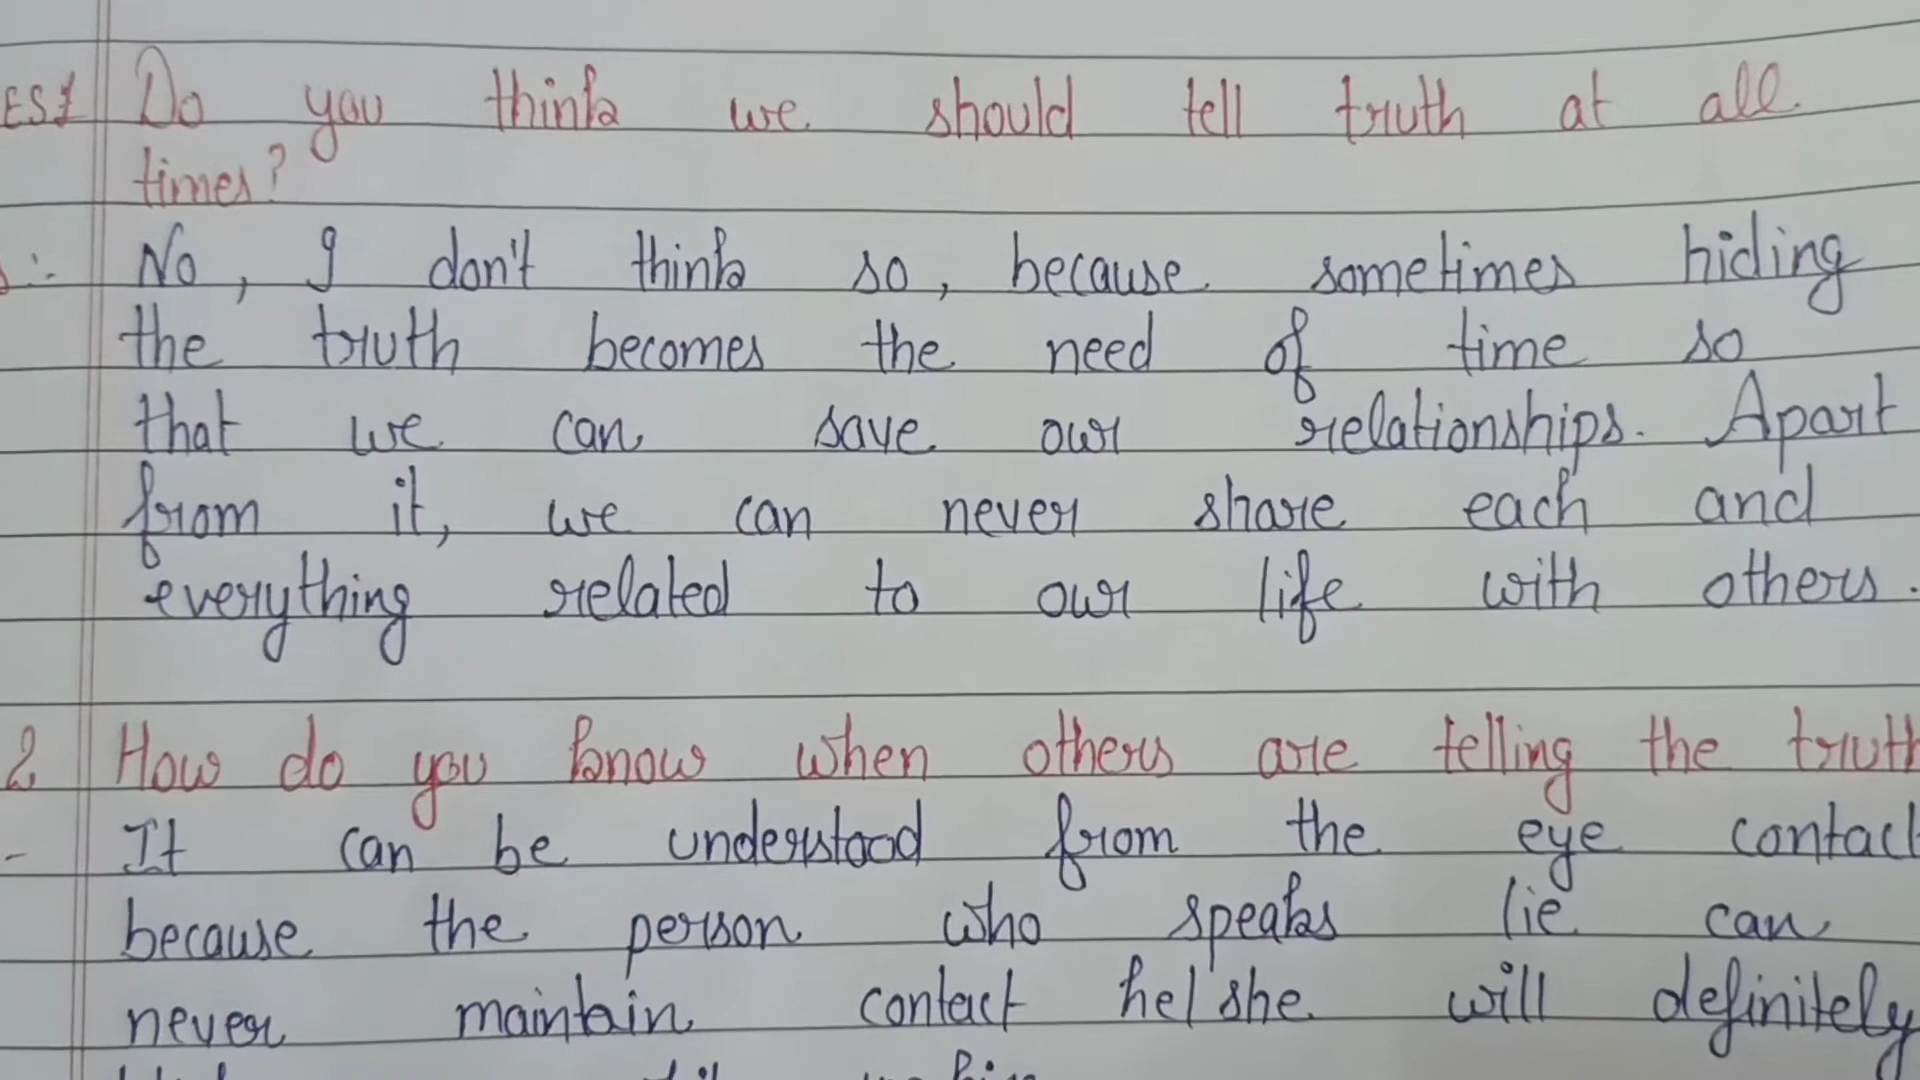 ES1 Do you think we should tell truth at all
times?
No, I don't think so, because sometimes hiding
the truth becomes the need of time so
that we can save our relationships. Apart
from it, we can never share each and
everything related to our life with others.
2 How do you know when others are telling the truth
- It can be understood from the eye contact
because the person who speaks lie can
never maintain contact he/she will definitely